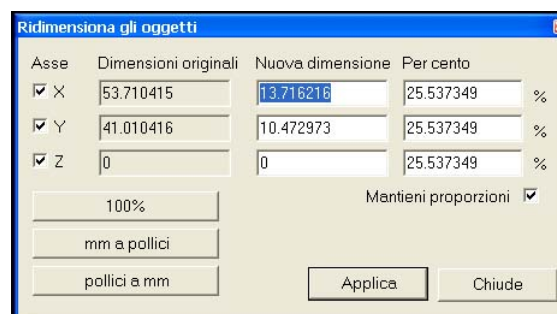 Ridimensiona gli oggetti
Asse Dimensioni originali Nuova dimensione Per cento
X 53.710415 13.716216 25.537349 %
Y 41.010416 10.472973 25.537349 %
Z 0 0 25.537349 %
100% Mantieni proporzioni
mm a pollici
pollici a mm Applica Chiude